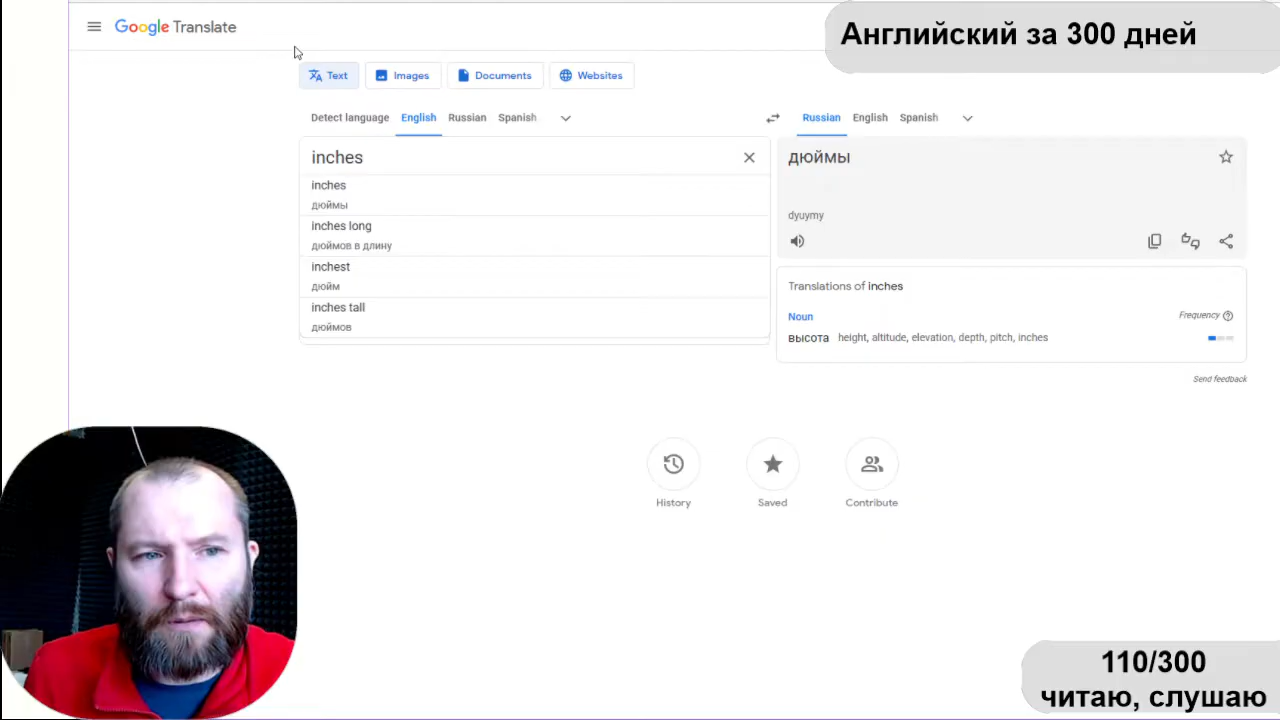 Google Translate
Английский за 300 дней
Text Images Documents Websites
Detect language English Russian Spanish
Russian English Spanish
inches
inches
дюймы
inches long
дюймов в длину
inchest
дюйм
inches tall
дюймов
дюймы
dyuymy
Translations of inches
Noun
Frequency
высота height, altitude, elevation, depth, pitch, inches
Send feedback
History Saved Contribute
110/300
читаю, слушаю